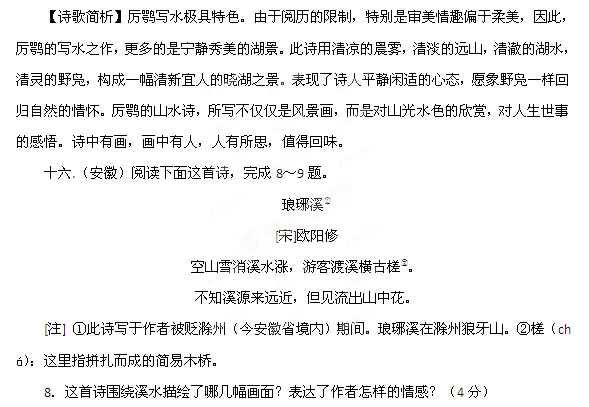 【诗歌简析】厉鹗写水极具特色。由于阅历的限制，特别是审美情趣偏于柔美，因此，
厉鹗的写水之作，更多的是宁静秀美的湖景。此诗用清凉的晨雾，清淡的远山，清澈的湖水，
清灵的野凫，构成一幅清新宜人的晓湖之景。表现了诗人平静闲适的心态，愿象野凫一样回
归自然的情怀。厉鹗的山水诗，所写不仅仅是风景画，而是对山光水色的欣赏，对人生世事
的感悟。诗中有画，画中有人，人有所思，值得回味。
十六.（安徽）阅读下面这首诗，完成 8～9 题。
琅琊溪①
[宋]欧阳修
空山雪消溪水涨，游客渡溪横古槎②。
不知溪源来远近，但见流出山中花。
[注] ①此诗写于作者被贬滁州（今安徽省境内）期间。琅琊溪在滁州狼牙山。②槎（ch
á）：这里指拼扎而成的简易木桥。
8．这首诗围绕溪水描绘了哪几幅画面？表达了作者怎样的情感？（4 分）